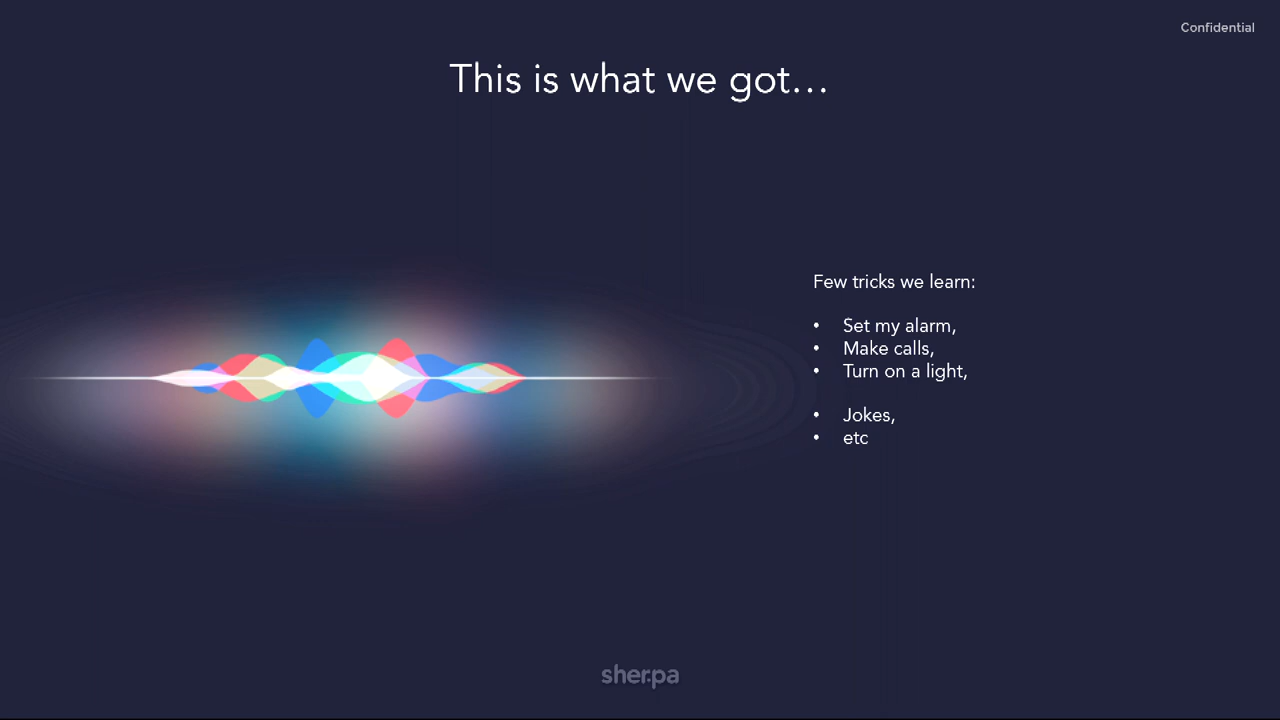 Confidential
This is what we got...
Few tricks we learn:
• Set my alarm,
• Make calls,
• Turn on a light,
• Jokes,
• etc
sher.pa